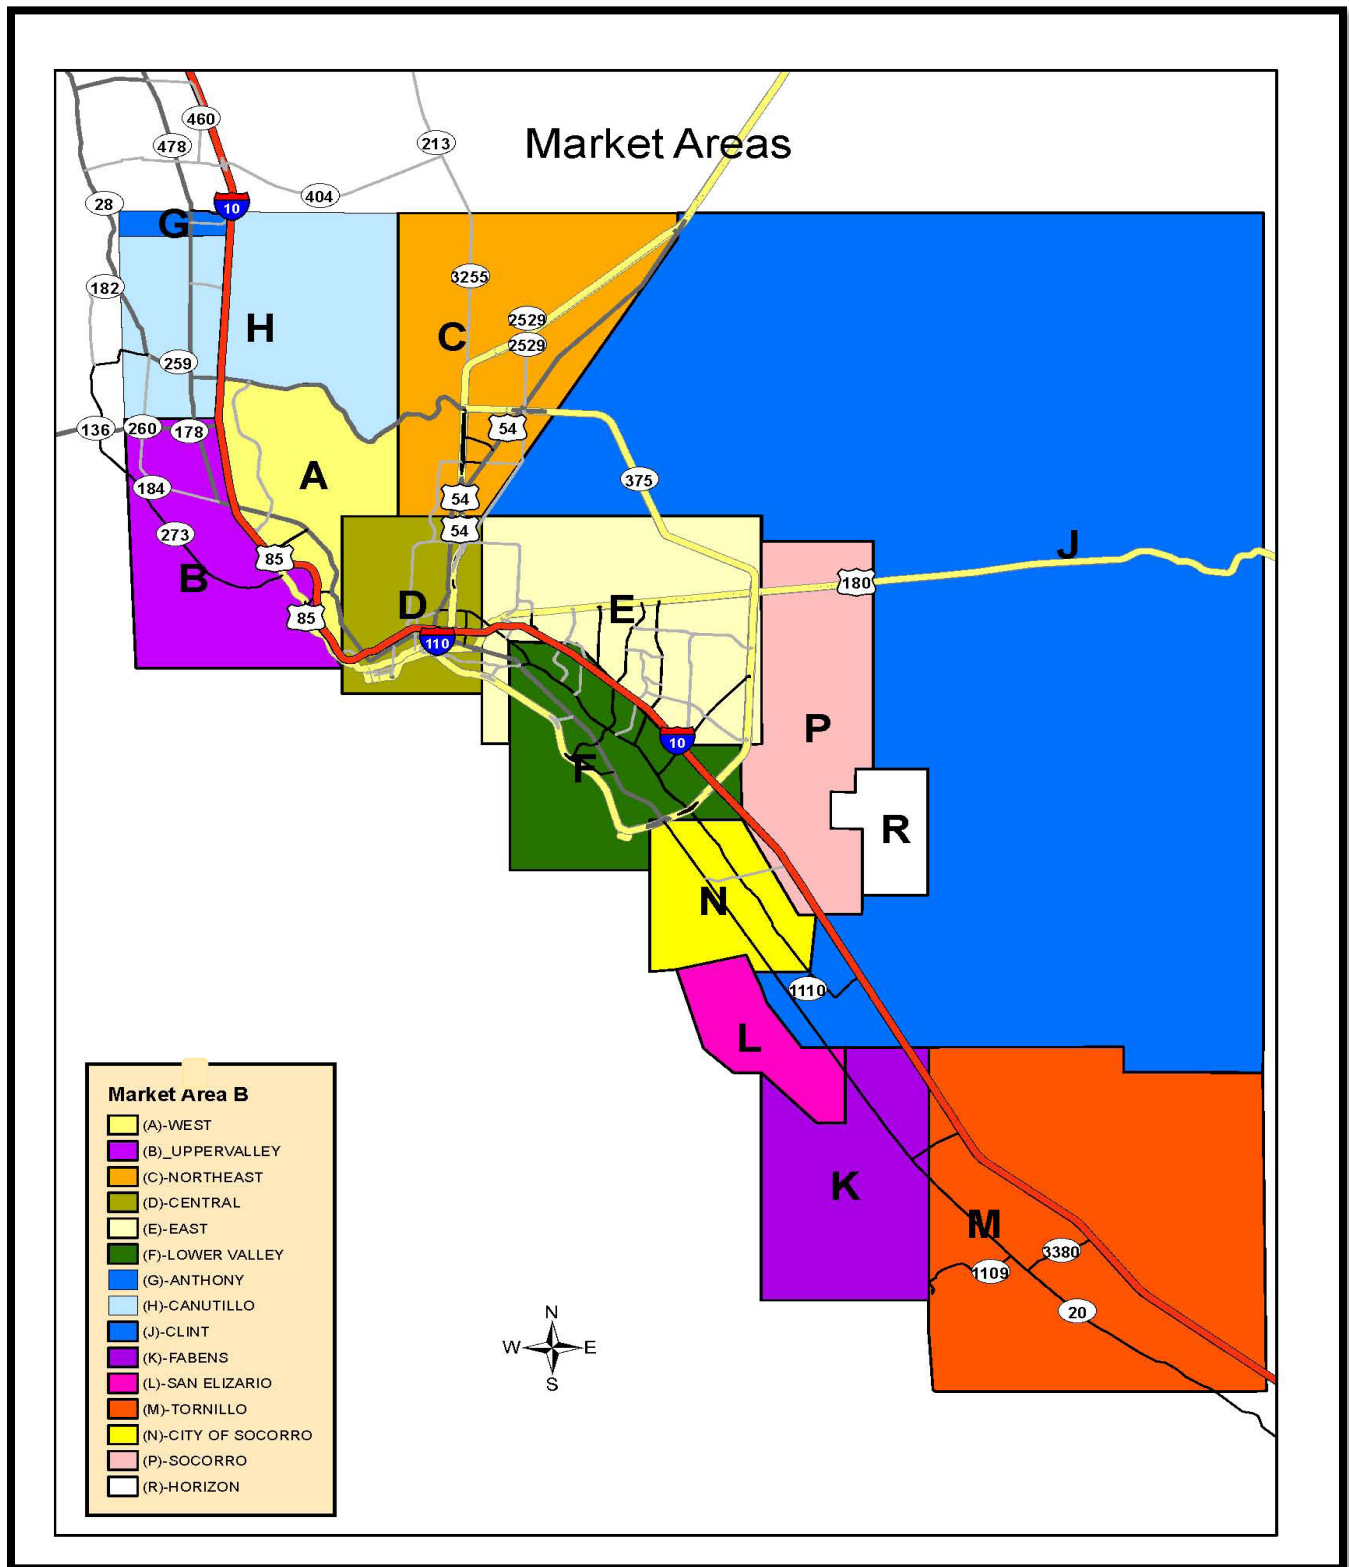 Market Areas
460
478
213
404
28
10
G
3255
182
H
C
2529
2529
259
136
260
178
54
A
375
184
54
54
273
J
85
B
180
D
E
85
110
P
10
F
R
N
1110
L
K
M
3380
1109
20
Market Area B
(A)-WEST
(B)_UPPERVALLEY
(C)-NORTHEAST
(D)-CENTRAL
(E)-EAST
(F)-LOWER VALLEY
(G)-ANTHONY
(H)-CANUTILLO
(J)-CLINT
(K)-FABENS
(L)-SAN ELIZARIO
(M)-TORNILLO
(N)-CITY OF SOCORRO
(P)-SOCORRO
(R)-HORIZON
N
W E
S